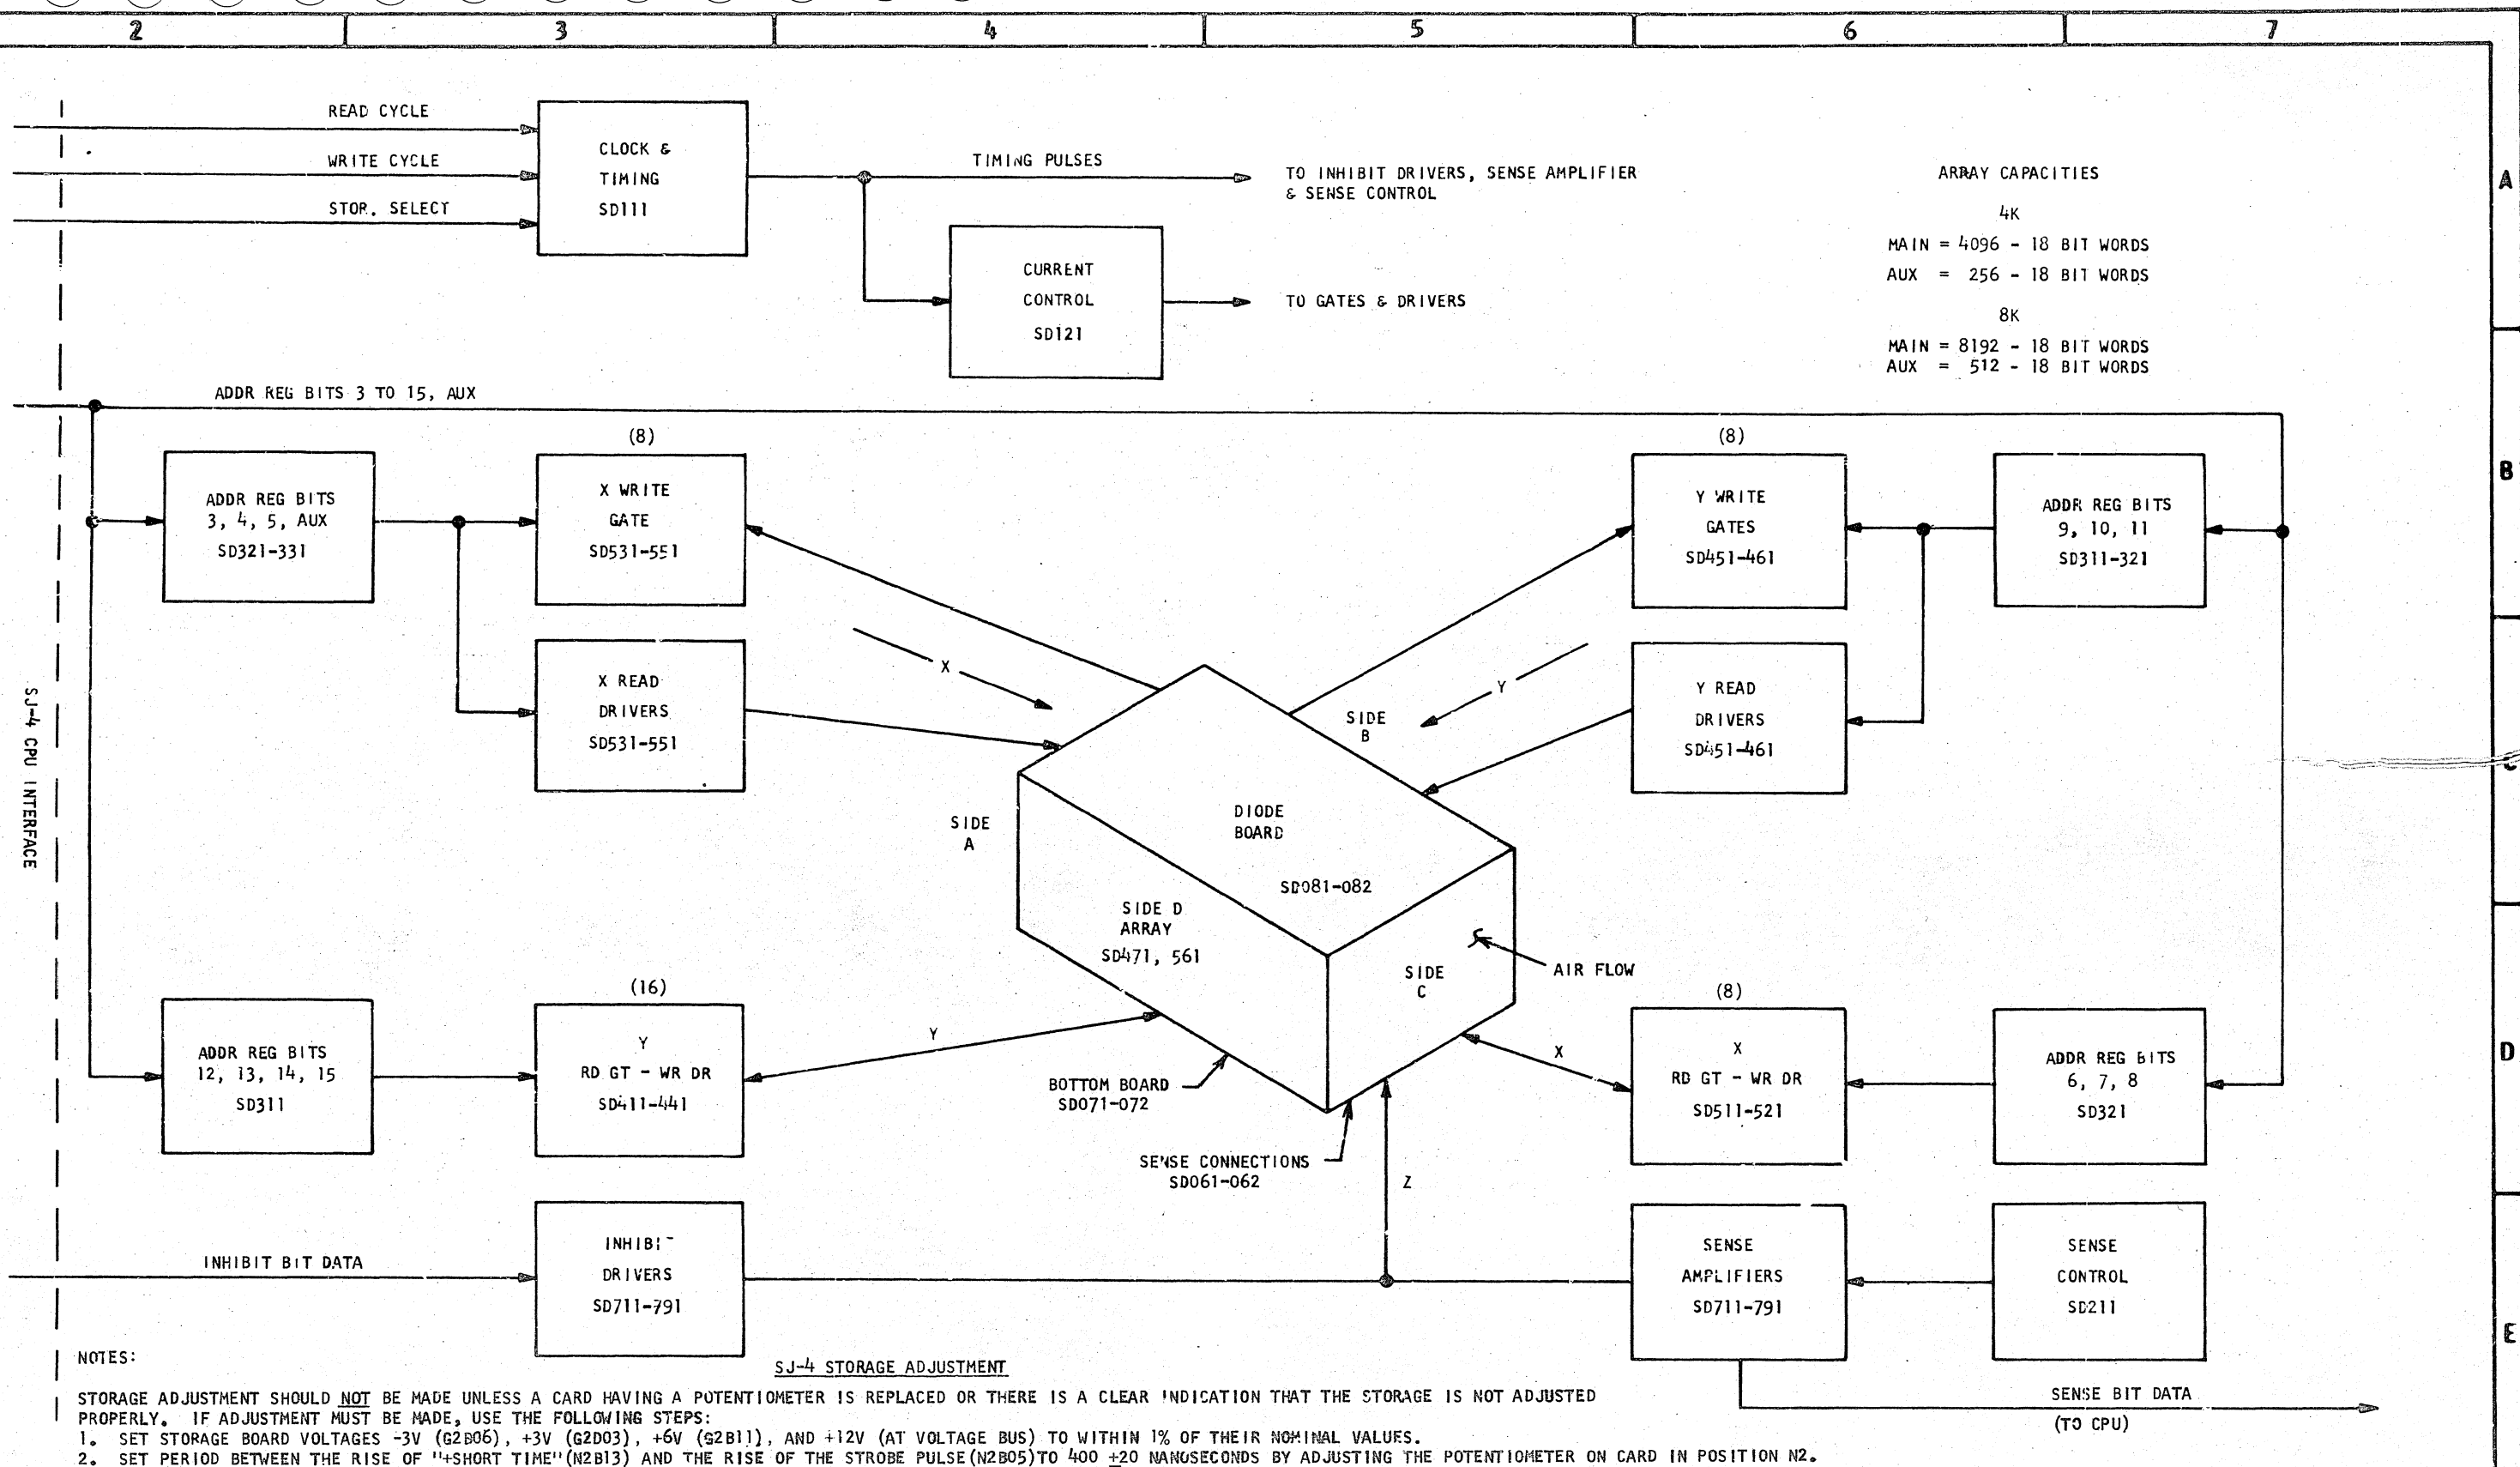 2 3 4 5 6 7
READ CYCLE
WRITE CYCLE
STOR. SELECT
CLOCK &
TIMING
SD111
TIMING PULSES
TO INHIBIT DRIVERS, SENSE AMPLIFIER
& SENSE CONTROL
CURRENT
CONTROL
SD121
TO GATES & DRIVERS
ARRAY CAPACITIES
4K
MAIN = 4096 - 18 BIT WORDS
AUX = 256 - 18 BIT WORDS
8K
MAIN = 8192 - 18 BIT WORDS
AUX = 512 - 18 BIT WORDS
A
ADDR REG BITS 3 TO 15, AUX
ADDR REG BITS
3, 4, 5, AUX
SD321-331
(8)
X WRITE
GATE
SD531-551
(8)
Y WRITE
GATES
SD451-461
ADDR REG BITS
9, 10, 11
SD311-321
B
X READ
DRIVERS
SD531-551
X
Y
Y READ
DRIVERS
SD451-461
SIDE
B
C
SJ-4 CPU INTERFACE
SIDE
A
DIODE
BOARD
SD081-082
SIDE D
ARRAY
SD471, 561
SIDE
C
AIR FLOW
ADDR REG BITS
12, 13, 14, 15
SD311
(16)
Y
RD GT - WR DR
SD411-441
Y
BOTTOM BOARD
SD071-072
SENSE CONNECTIONS
SD061-062
X
(8)
X
RD GT - WR DR
SD511-521
ADDR REG BITS
6, 7, 8
SD321
D
Z
INHIBIT BIT DATA
INHIBIT
DRIVERS
SD711-791
SENSE
AMPLIFIERS
SD711-791
SENSE
CONTROL
SD211
E
SENSE BIT DATA
(TO CPU)
NOTES:
SJ-4 STORAGE ADJUSTMENT
STORAGE ADJUSTMENT SHOULD NOT BE MADE UNLESS A CARD HAVING A POTENTIOMETER IS REPLACED OR THERE IS A CLEAR INDICATION THAT THE STORAGE IS NOT ADJUSTED
PROPERLY. IF ADJUSTMENT MUST BE MADE, USE THE FOLLOWING STEPS:
1. SET STORAGE BOARD VOLTAGES -3V (G2B06), +3V (G2D03), +6V (G2B11), AND +12V (AT VOLTAGE BUS) TO WITHIN 1% OF THEIR NOMINAL VALUES.
2. SET PERIOD BETWEEN THE RISE OF "+SHORT TIME"(N2B13) AND THE RISE OF THE STROBE PULSE(N2B05)TO 400 ±20 NANOSECONDS BY ADJUSTING THE POTENTIOMETER ON CARD IN POSITION N2.